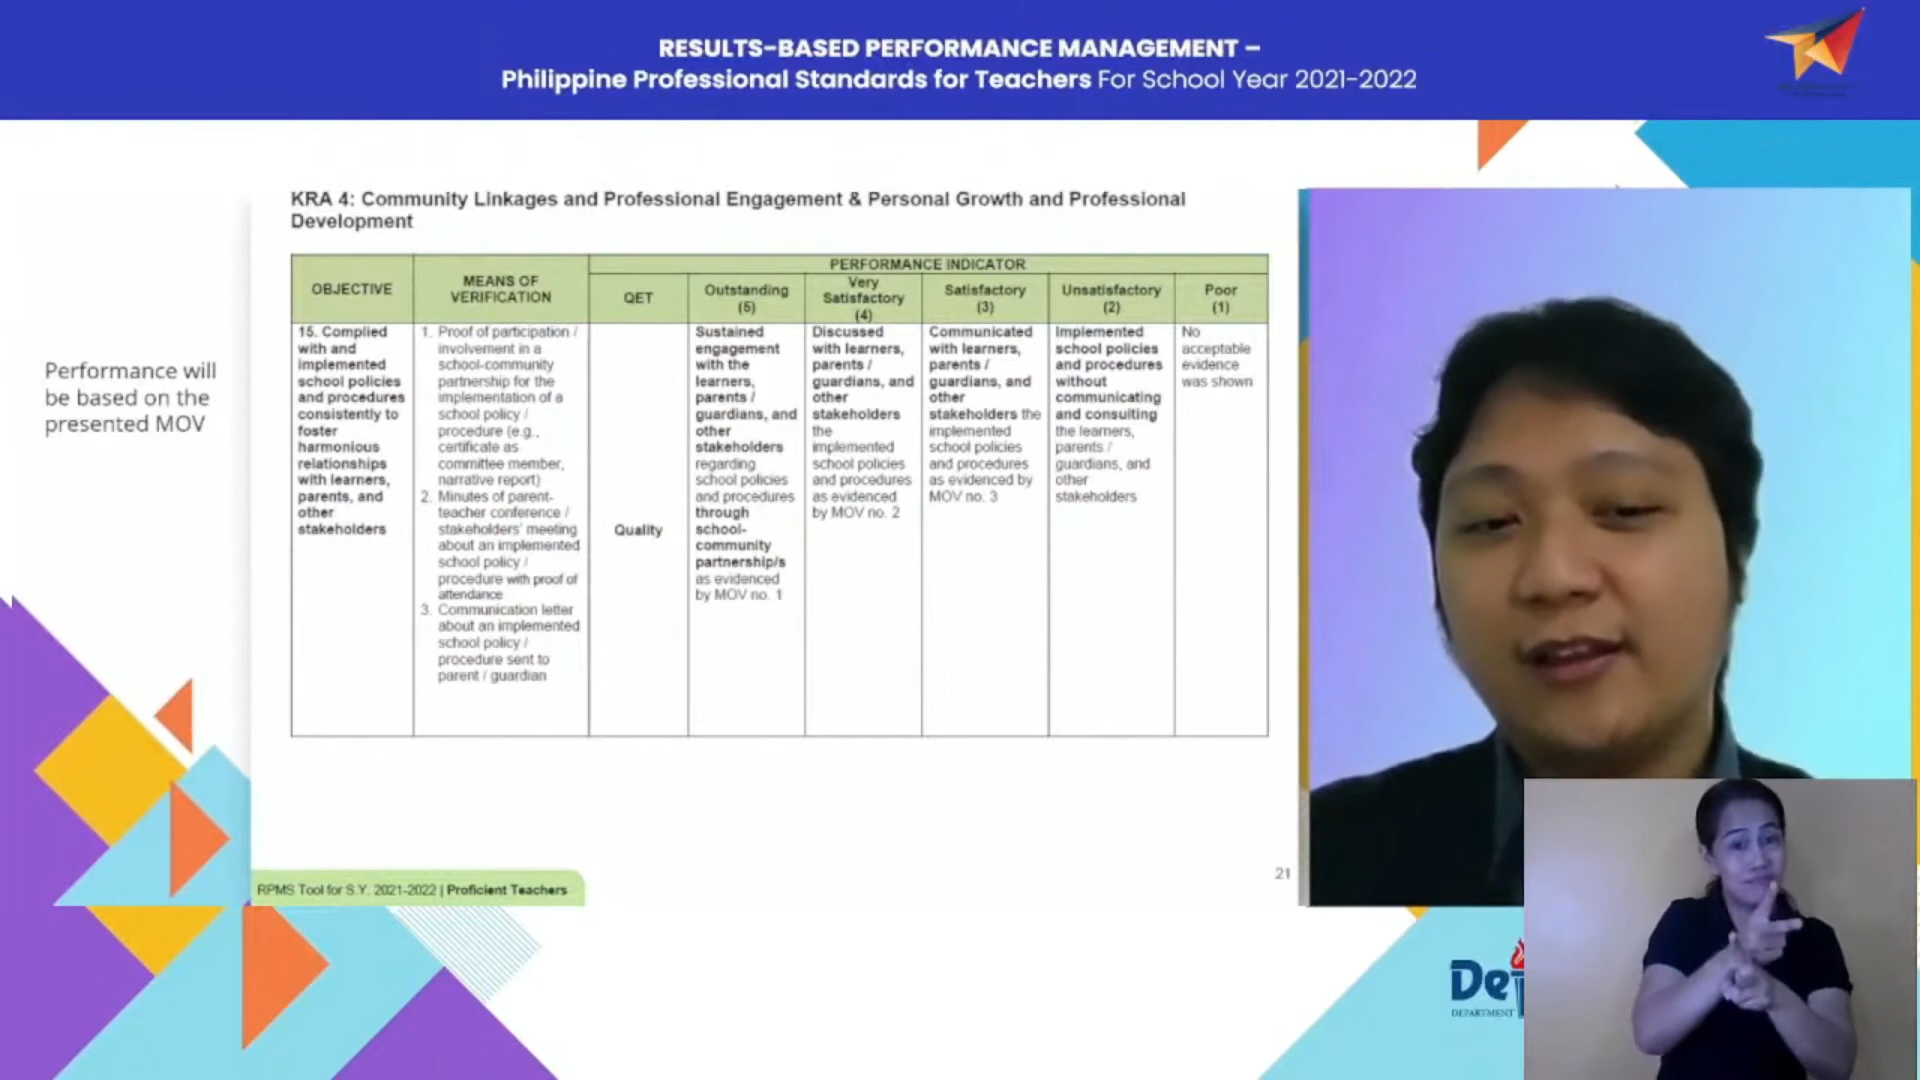 RESULTS-BASED PERFORMANCE MANAGEMENT –
Philippine Professional Standards for Teachers For School Year 2021-2022
Performance will
be based on the
presented MOV
KRA 4: Community Linkages and Professional Engagement & Personal Growth and Professional
Development
OBJECTIVE
MEANS OF
VERIFICATION
PERFORMANCE INDICATOR
QET
Outstanding
(5)
Very
Satisfactory
(4)
Satisfactory
(3)
Unsatisfactory
(2)
Poor
(1)
15. Complied
with and
implemented
school policies
and procedures
consistently to
foster
harmonious
relationships
with learners,
parents, and
other
stakeholders
1. Proof of participation /
involvement in a
school-community
partnership for the
implementation of a
school policy /
procedure (e.g.,
certificate as
committee member,
narrative report)
2. Minutes of parent-
teacher conference /
stakeholders' meeting
about an implemented
school policy /
procedure with proof of
attendance
3. Communication letter
about an implemented
school policy /
procedure sent to
parent / guardian
Quality
Sustained
engagement
with the
learners,
parents /
guardians, and
other
stakeholders
regarding
school policies
and procedures
through
school-
community
partnership/s
as evidenced
by MOV no. 1
Discussed
with learners,
parents /
guardians, and
other
stakeholders
the
implemented
school policies
and procedures
as evidenced
by MOV no. 2
Communicated
with learners,
parents /
guardians, and
other
stakeholders the
implemented
school policies
and procedures
as evidenced by
MOV no. 3
Implemented
school policies
and procedures
without
communicating
and consulting
the learners,
parents /
guardians, and
other
stakeholders
No
acceptable
evidence
was shown
21
RPMS Tool for S.Y. 2021-2022 | Proficient Teachers
De
DEPARTMENT